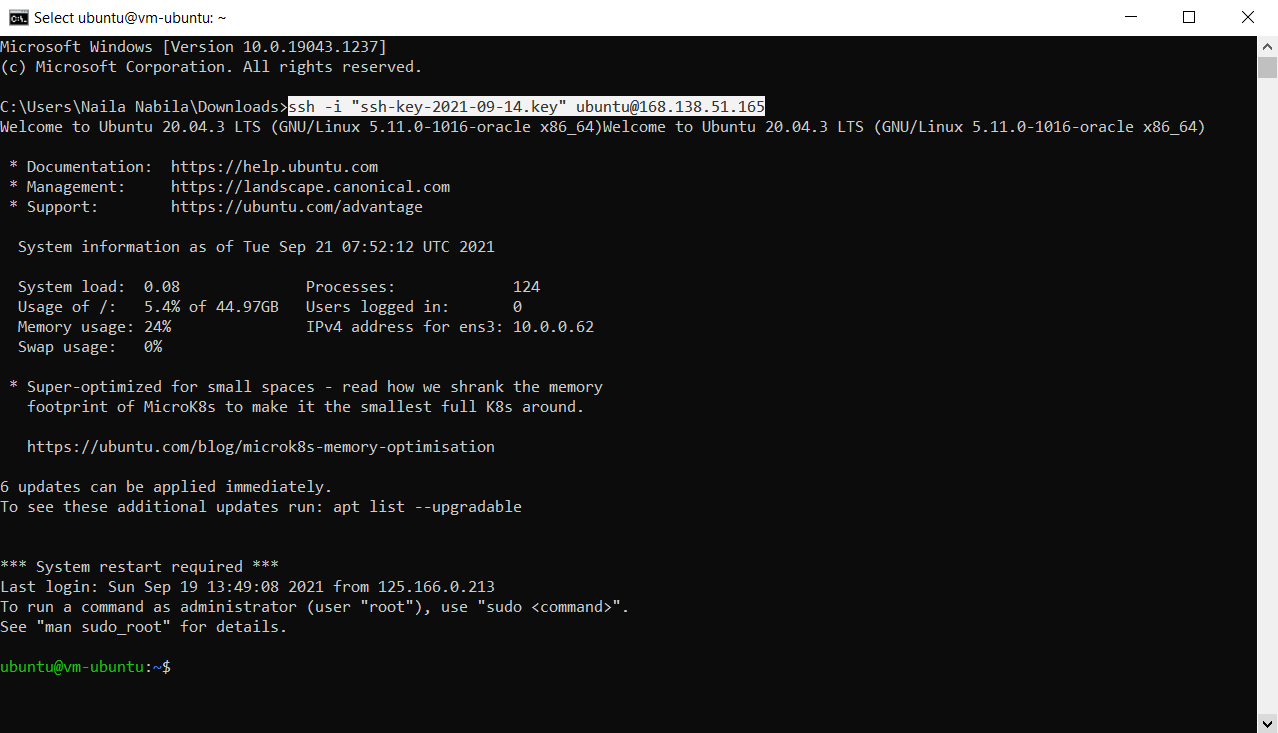 Select ubuntu@vm-ubuntu: ~
Microsoft Windows [Version 10.0.19043.1237]
(c) Microsoft Corporation. All rights reserved.
C:\Users\Naila Nabila\Downloads>ssh -i "ssh-key-2021-09-14.key" ubuntu@168.138.51.165
Welcome to Ubuntu 20.04.3 LTS (GNU/Linux 5.11.0-1016-oracle x86_64)Welcome to Ubuntu 20.04.3 LTS (GNU/Linux 5.11.0-1016-oracle x86_64)
* Documentation:  https://help.ubuntu.com
* Management:     https://landscape.canonical.com
* Support:        https://ubuntu.com/advantage
System information as of Tue Sep 21 07:52:12 UTC 2021
System load:  0.08              Processes:             124
Usage of /:   5.4% of 44.97GB   Users logged in:       0
Memory usage: 24%               IPv4 address for ens3: 10.0.0.62
Swap usage:   0%
* Super-optimized for small spaces - read how we shrank the memory
footprint of MicroK8s to make it the smallest full K8s around.
https://ubuntu.com/blog/microk8s-memory-optimisation
6 updates can be applied immediately.
To see these additional updates run: apt list --upgradable
*** System restart required ***
Last login: Sun Sep 19 13:49:08 2021 from 125.166.0.213
To run a command as administrator (user "root"), use "sudo <command>".
See "man sudo_root" for details.
ubuntu@vm-ubuntu:~$